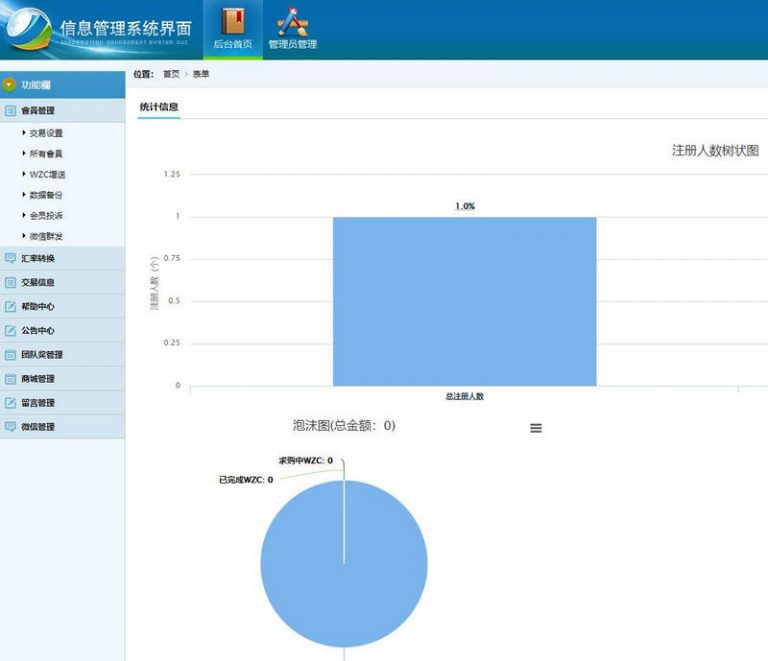 信息管理系统界面
INFORMATION MANAGEMENT SYSTEM GUI
后台首页
管理员管理
功能欄
位置： 首页 › 表单
會員管理
交易设置
所有會員
WZC增送
数据备份
会员投诉
微信群发
汇率转换
交易信息
帮助中心
公告中心
团队奖管理
商城管理
留言管理
微信管理
统计信息
注册人数树状图
1.25
1
0.75
0.5
0.25
0
注册人数（个）
1.0%
总注册人数
泡沫图(总金额：0)
求购中WZC: 0
已完成WZC: 0